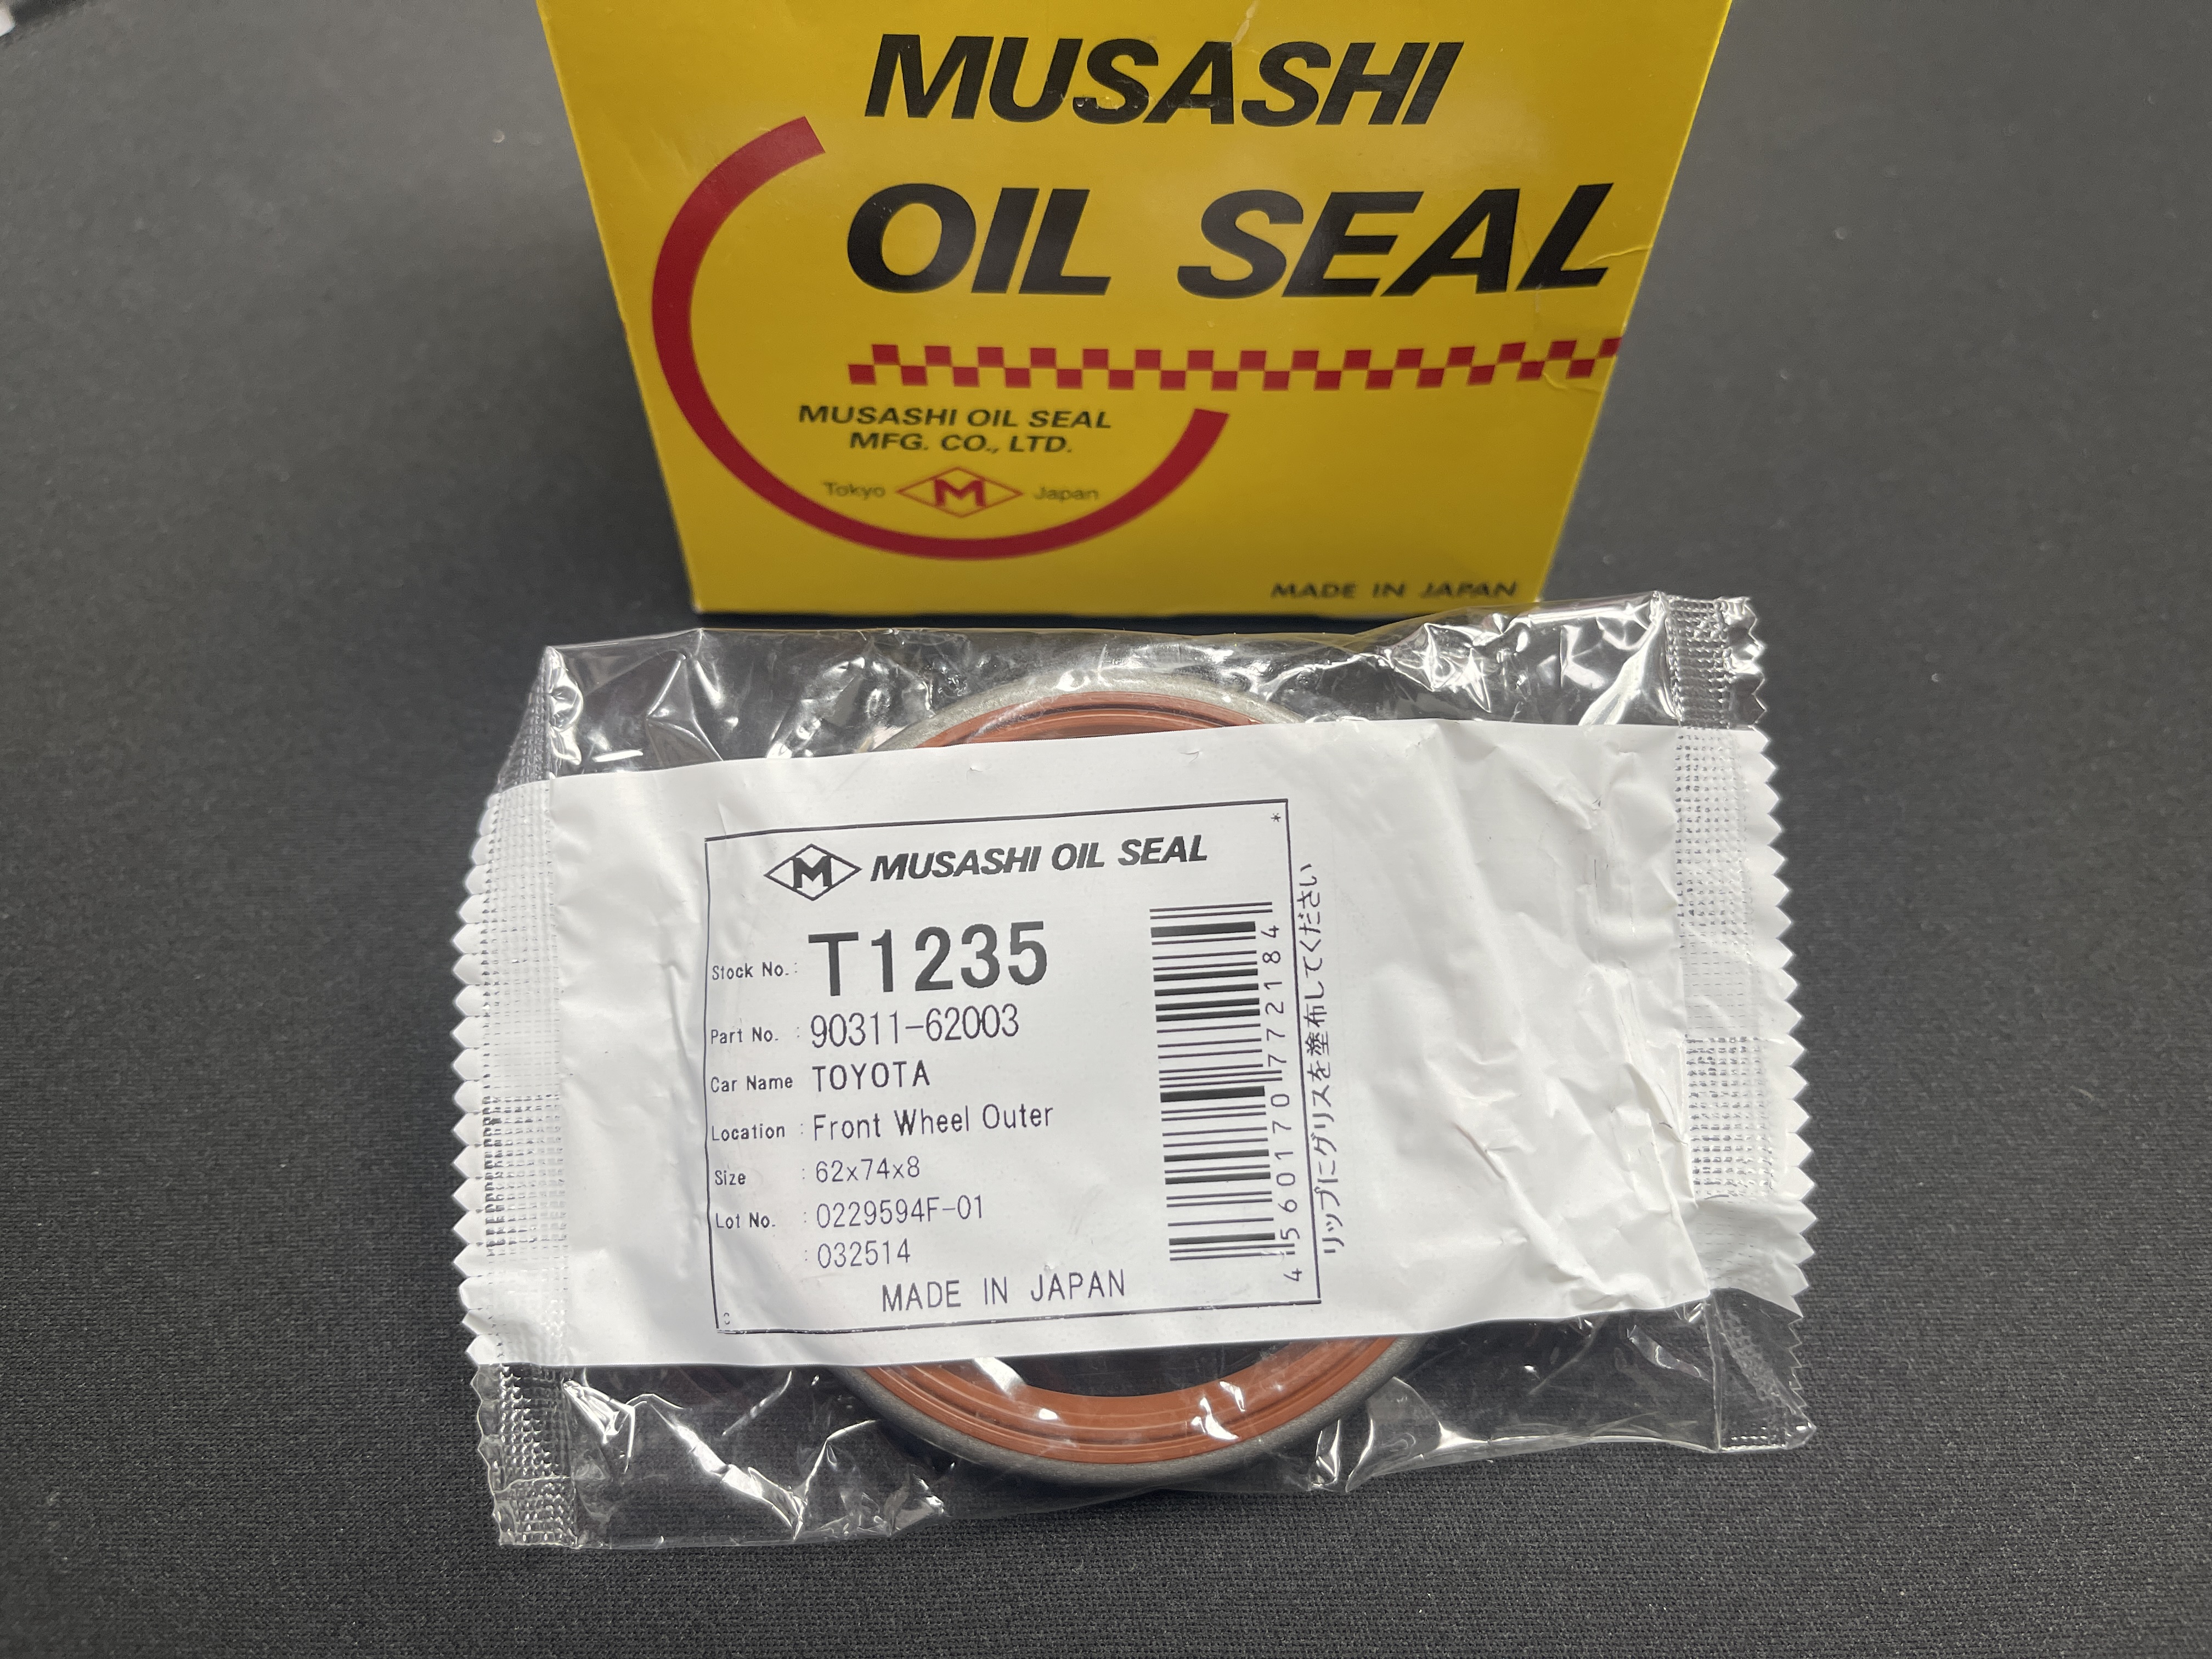 MUSASHI
OIL SEAL
MUSASHI OIL SEAL
MFG. CO., LTD.
Tokyo M Japan
MADE IN JAPAN
M MUSASHI OIL SEAL
*
Stock No.: T1235
Part No. : 90311-62003
Car Name TOYOTA
Location : Front Wheel Outer
Size : 62x74x8
Lot No. : 0229594F-01
: 032514
MADE IN JAPAN
4560170772184
リップにグリスを塗布してください